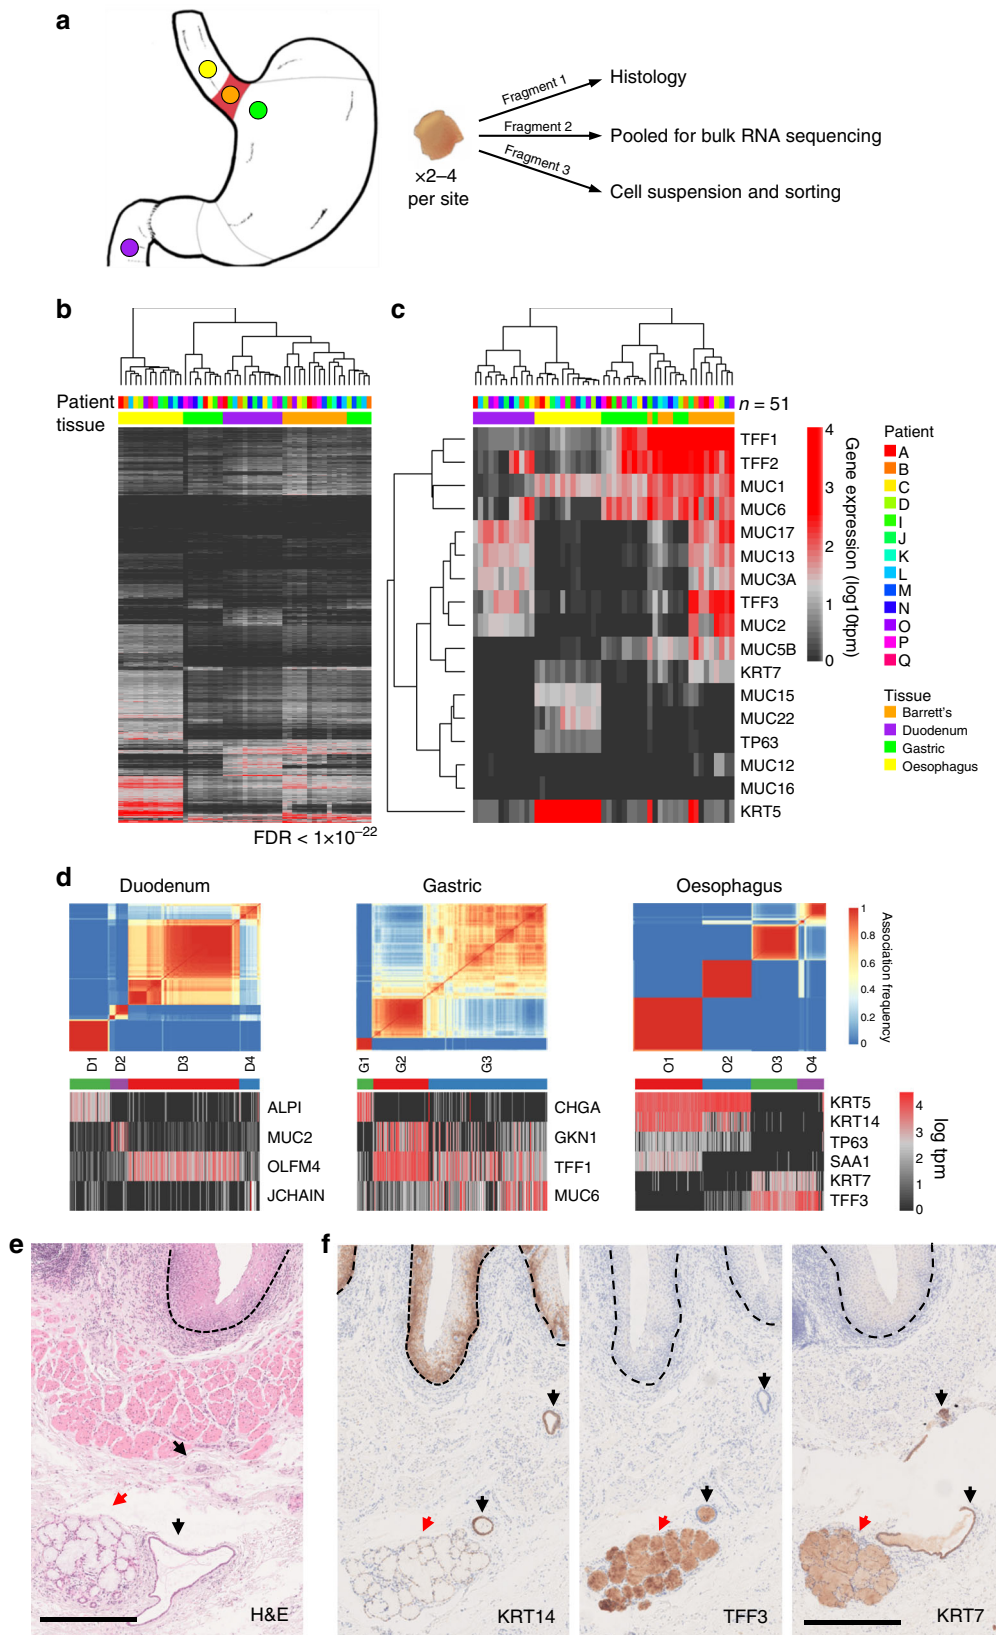 a
Fragment 1
Histology
Fragment 2
Pooled for bulk RNA sequencing
Fragment 3
Cell suspension and sorting
×2–4
per site
b
Patient
tissue
FDR < 1×10⁻²²
c
n = 51
TFF1
TFF2
MUC1
MUC6
MUC17
MUC13
MUC3A
TFF3
MUC2
MUC5B
KRT7
MUC15
MUC22
TP63
MUC12
MUC16
KRT5
4
3
2
1
0
Gene expression (log10tpm)
Patient
A
B
C
D
I
J
K
L
M
N
O
P
Q
Tissue
Barrett's
Duodenum
Gastric
Oesophagus
d
Duodenum
D1
D2
D3
D4
ALPI
MUC2
OLFM4
JCHAIN
Gastric
G1
G2
G3
CHGA
GKN1
TFF1
MUC6
Oesophagus
O1
O2
O3
O4
KRT5
KRT14
TP63
SAA1
KRT7
TFF3
1
0.8
0.6
0.4
0.2
0
Association frequency
4
3
2
1
0
log tpm
e
H&E
f
KRT14
TFF3
KRT7